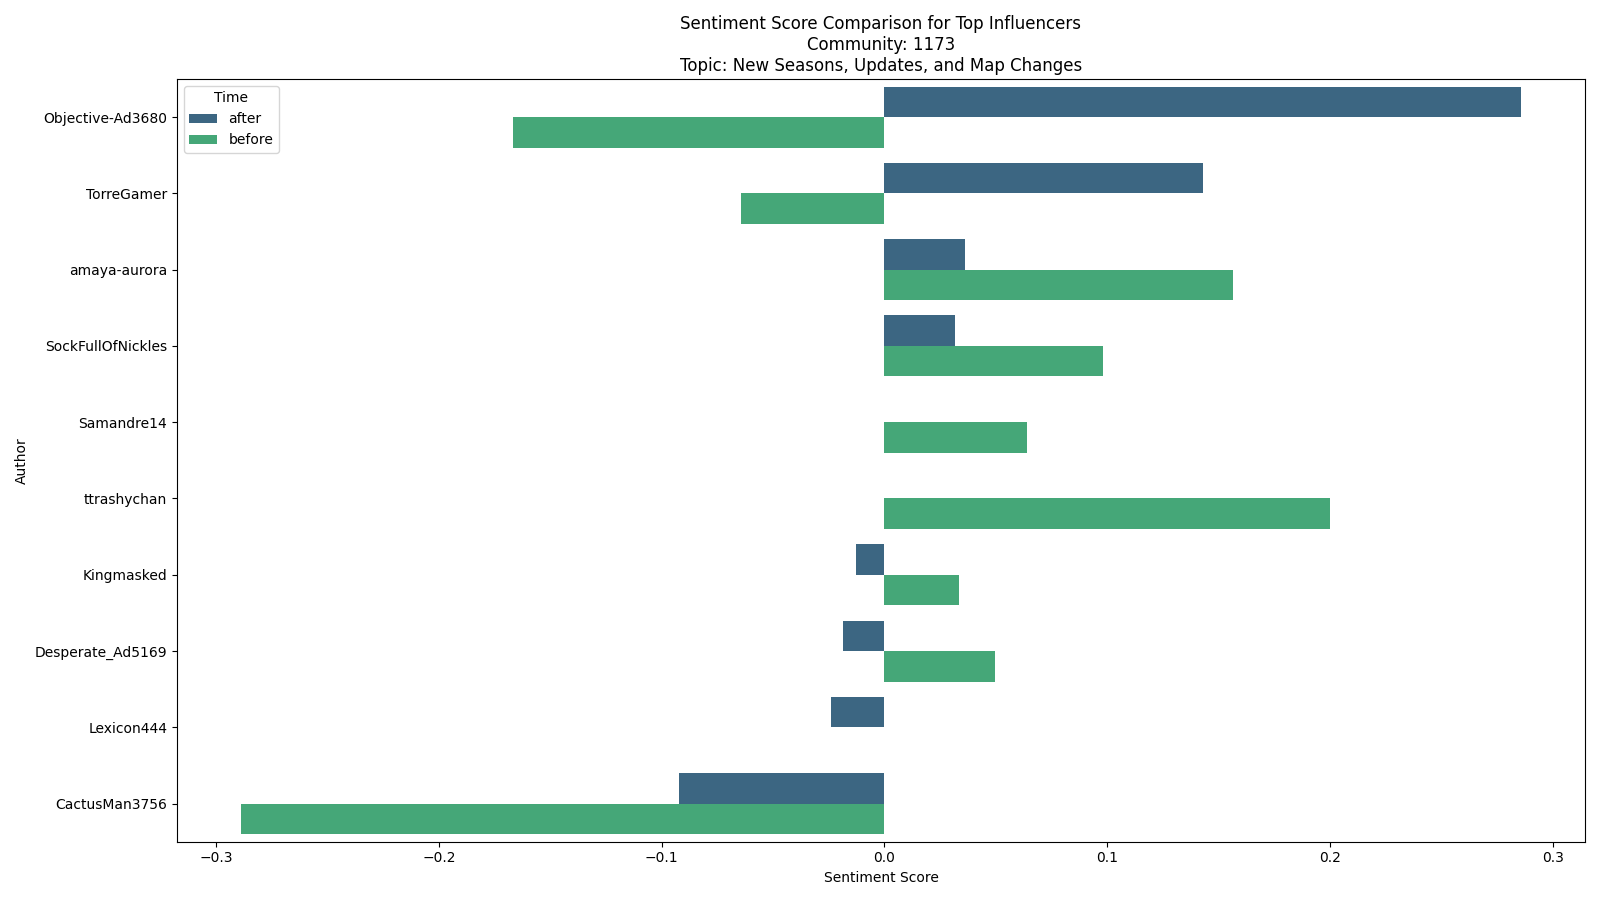 Sentiment Score Comparison for Top Influencers
Community: 1173
Topic: New Seasons, Updates, and Map Changes
Time
after
before
Author
Objective-Ad3680
TorreGamer
amaya-aurora
SockFullOfNickles
Samandre14
ttrashychan
Kingmasked
Desperate_Ad5169
Lexicon444
CactusMan3756
−0.3 −0.2 −0.1 0.0 0.1 0.2 0.3
Sentiment Score